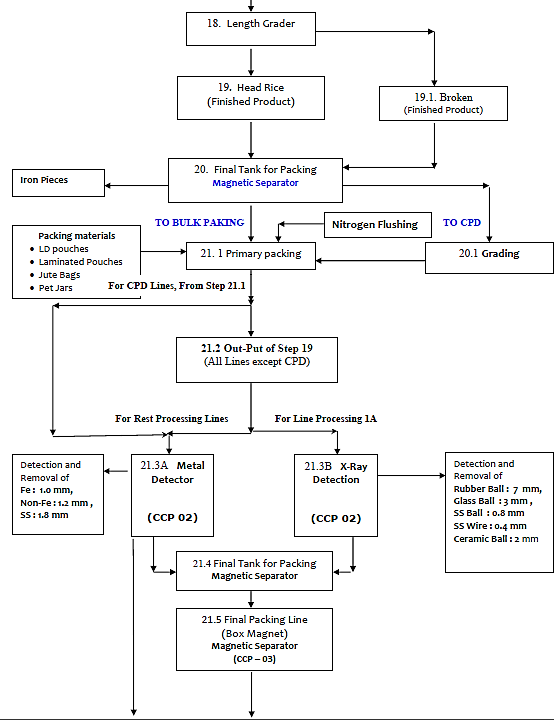 18. Length Grader
19. Head Rice
(Finished Product)
19.1. Broken
(Finished Product)
20. Final Tank for Packing
Magnetic Separator
Iron Pieces
TO BULK PAKING
Nitrogen Flushing
TO CPD
Packing materials
• LD pouches
• Laminated Pouches
• Jute Bags
• Pet Jars
21. 1 Primary packing
20.1 Grading
For CPD Lines, From Step 21.1
21.2 Out-Put of Step 19
(All Lines except CPD)
For Rest Processing Lines
For Line Processing 1A
Detection and
Removal of
Fe : 1.0 mm,
Non-Fe : 1.2 mm ,
SS : 1.8 mm
21.3A Metal
Detector
(CCP 02)
21.3B X-Ray
Detection
(CCP 02)
Detection and
Removal of
Rubber Ball : 7 mm,
Glass Ball : 3 mm ,
SS Ball : 0.8 mm
SS Wire : 0.4 mm
Ceramic Ball : 2 mm
21.4 Final Tank for Packing
Magnetic Separator
21.5 Final Packing Line
(Box Magnet)
Magnetic Separator
(CCP – 03)